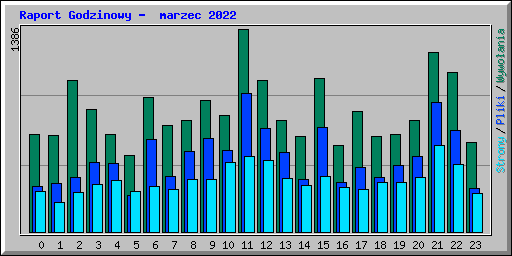 Raport Godzinowy -  marzec 2022
1386
Strony / Pliki / Wywołania
0 1 2 3 4 5 6 7 8 9 10 11 12 13 14 15 16 17 18 19 20 21 22 23